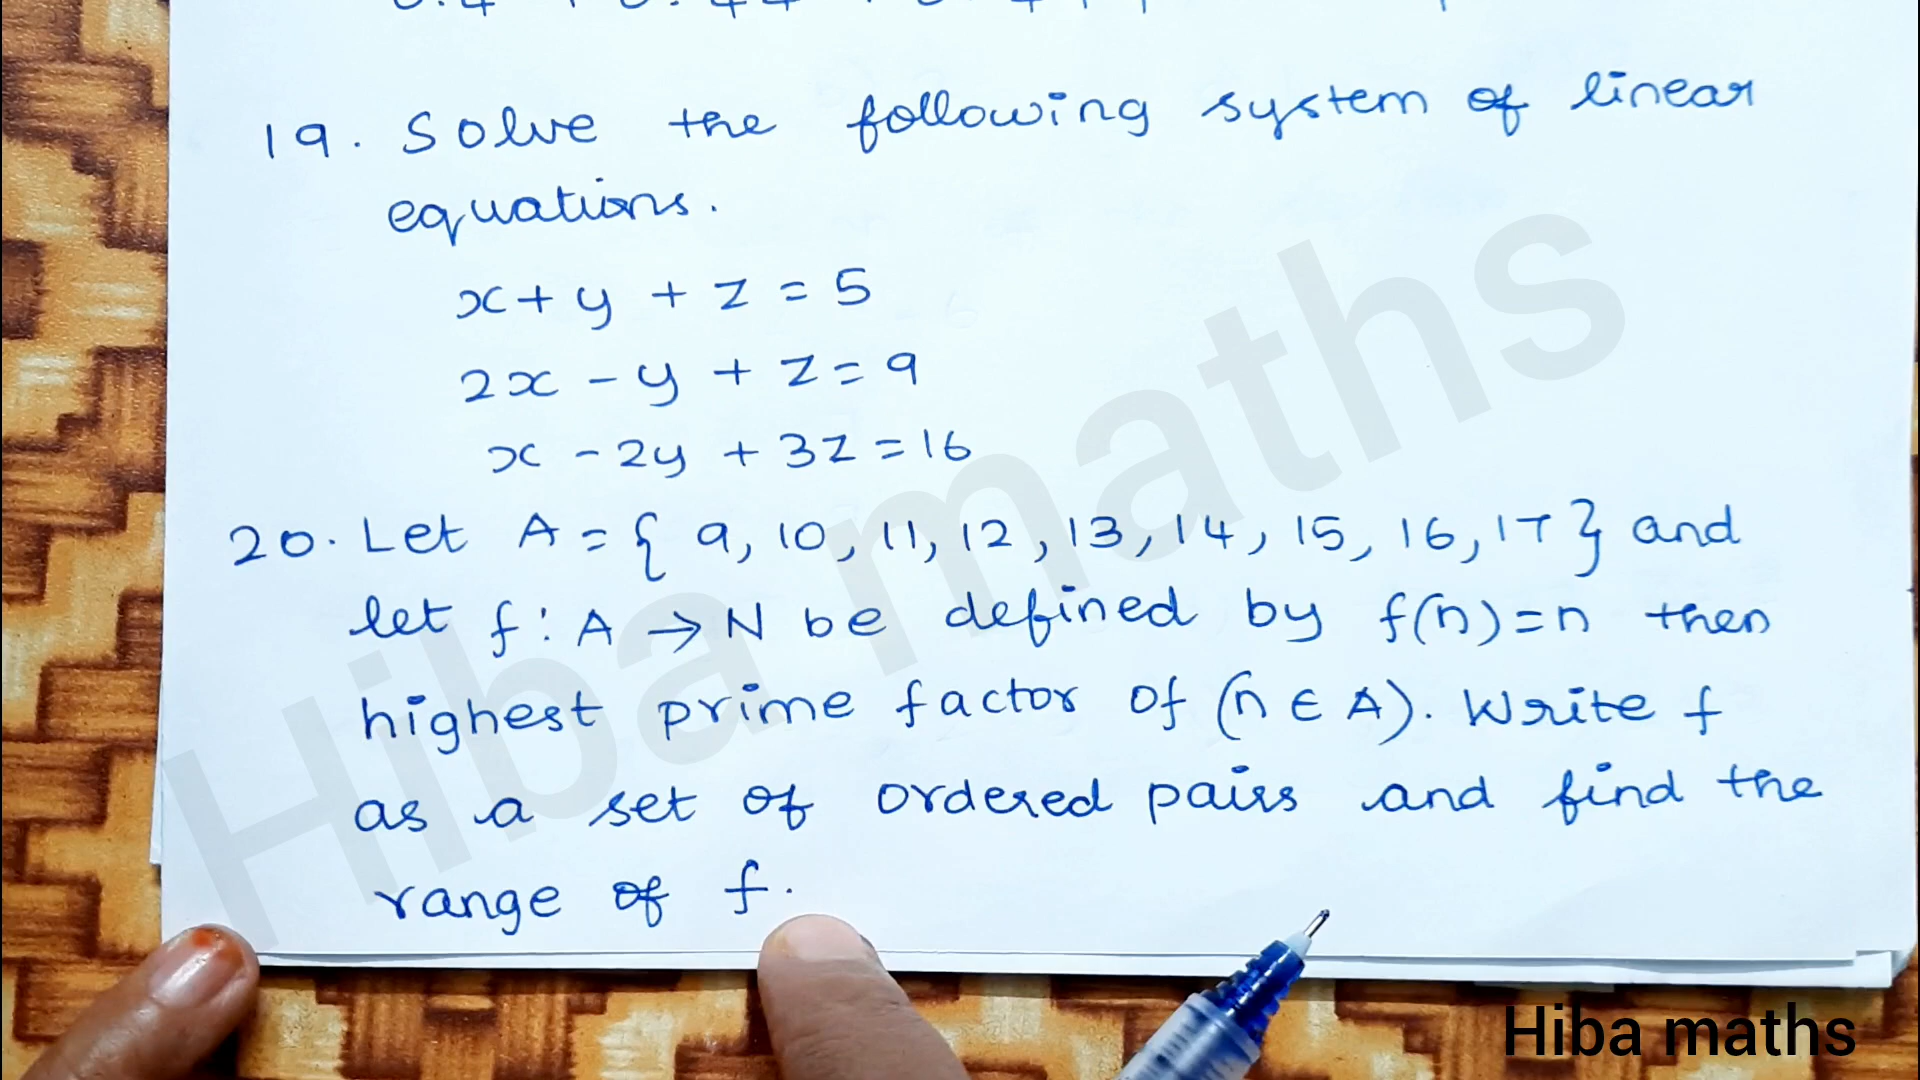 19. Solve the following system of linear
equations.
x + y + z = 5
2x - y + z = 9
x - 2y + 3z = 16
20. Let A = { 9, 10, 11, 12, 13, 14, 15, 16, 17 } and
let f : A → N be defined by f(n) = n then
highest prime factor of (n ∈ A). Write f
as a set of ordered pairs and find the
range of f.
Hiba maths
Hiba maths